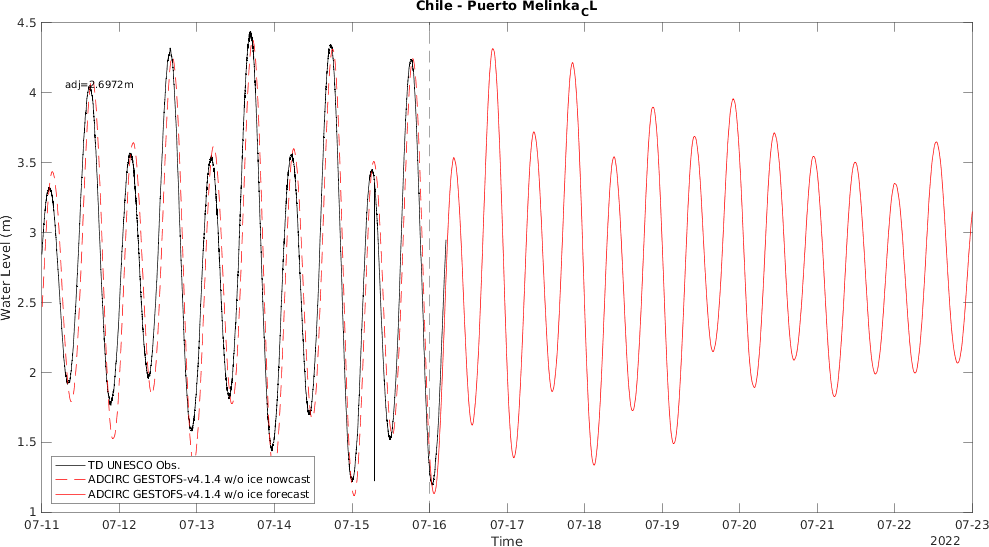 Chile - Puerto Melinka_CL
4.5
4
3.5
3
2.5
2
1.5
1
Water Level (m)
adj=2.6972m
TD UNESCO Obs.
ADCIRC GESTOFS-v4.1.4 w/o ice nowcast
ADCIRC GESTOFS-v4.1.4 w/o ice forecast
07-11 07-12 07-13 07-14 07-15 07-16 07-17 07-18 07-19 07-20 07-21 07-22 07-23
Time
2022